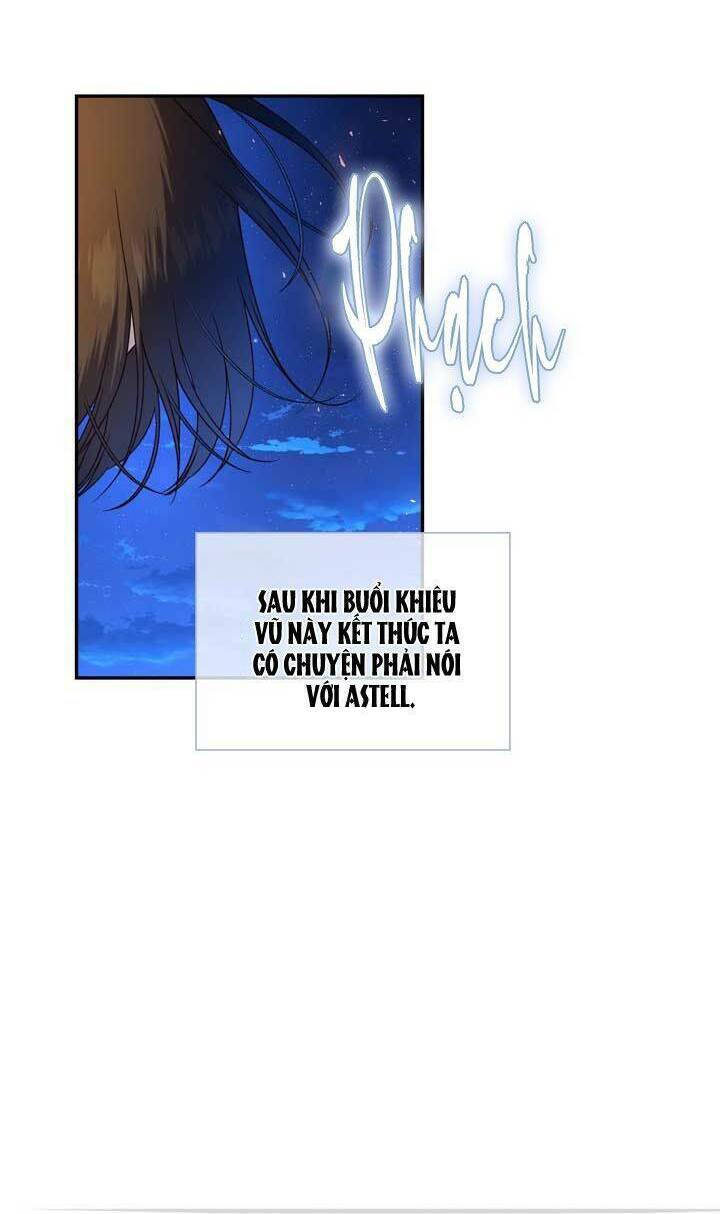 Phạch
SAU KHI BUỔI KHIÊU
VŨ NÀY KẾT THÚC TA
CÓ CHUYỆN PHẢI NÓI
VỚI ASTELL.